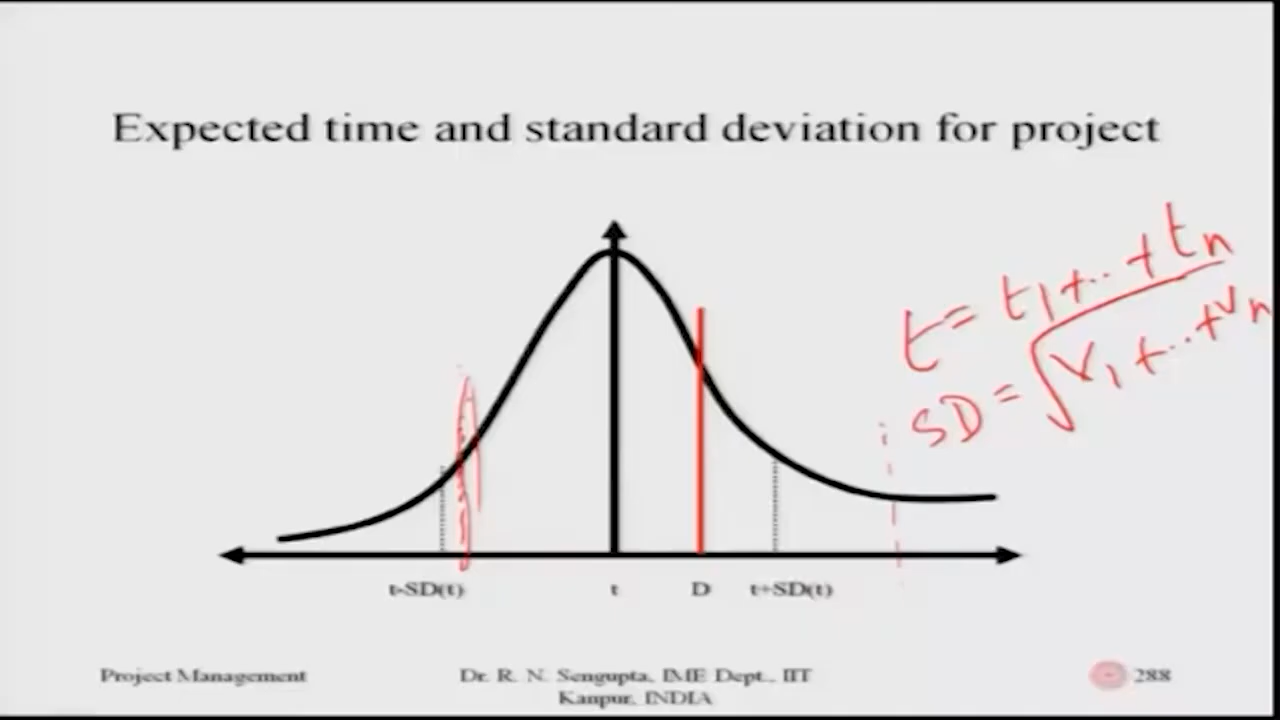 Expected time and standard deviation for project
t = t1 +..+ tn
SD = √V1 +..+ Vn
t-SD(t) t D t+SD(t)
Project Management
Dr. R. N. Sengupta, IME Dept., IIT
Kanpur, INDIA
288